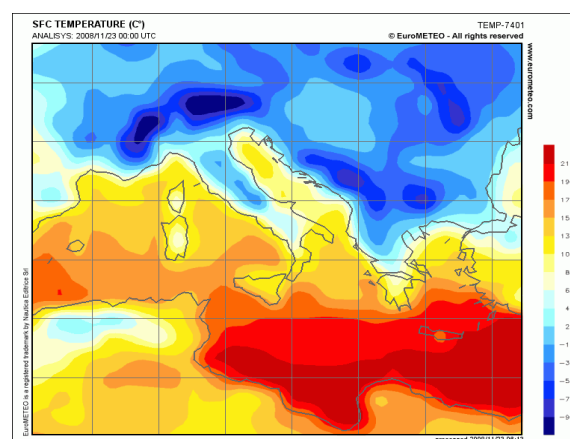 SFC TEMPERATURE (C°)
TEMP-7401
ANALISYS: 2008/11/23 00:00 UTC
© EuroMETEO - All rights reserved
www.eurometeo.com
EuroMETEO is a registered trademark by Nautica Editrice Srl
21
19
17
15
13
10
8
6
4
2
-1
-3
-5
-7
-9